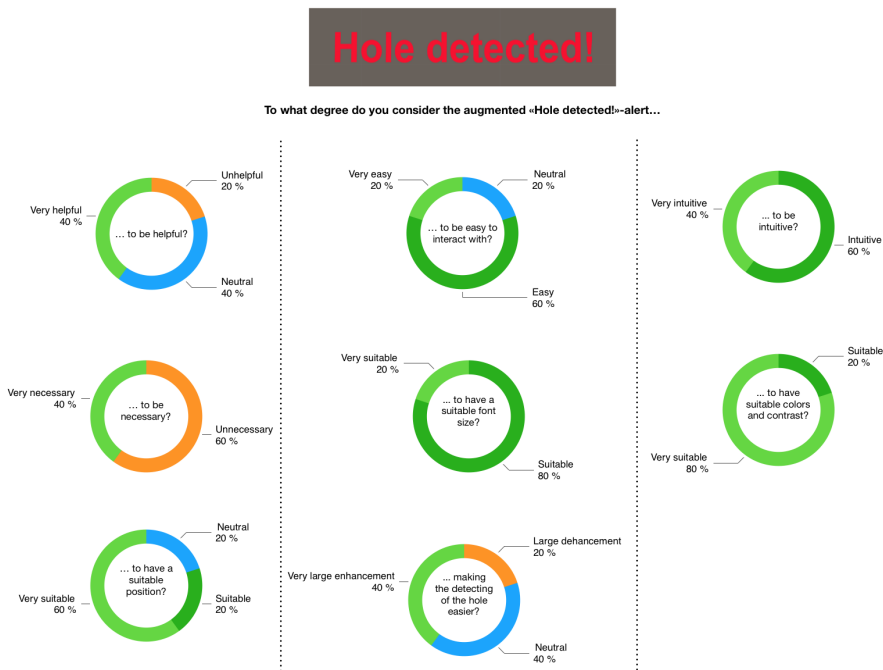 Hole detected!
To what degree do you consider the augmented «Hole detected!»-alert…
Unhelpful
20 %
Very helpful
40 %
… to be helpful?
Neutral
40 %
Very necessary
40 %
… to be
necessary?
Unnecessary
60 %
Neutral
20 %
… to have a
suitable
position?
Very suitable
60 %
Suitable
20 %
Very easy
20 %
Neutral
20 %
… to be easy to
interact with?
Easy
60 %
Very suitable
20 %
... to have a
suitable font
size?
Suitable
80 %
Large dehancement
20 %
Very large enhancement
40 %
... making
the detecting
of the hole
easier?
Neutral
40 %
Very intuitive
40 %
... to be
intuitive?
Intuitive
60 %
Suitable
20 %
... to have
suitable colors
and contrast?
Very suitable
80 %